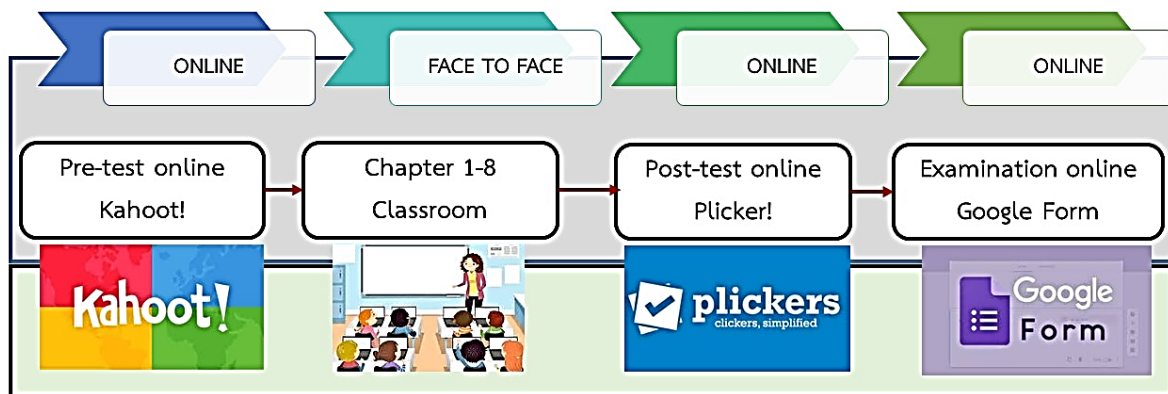 ONLINE
FACE TO FACE
ONLINE
ONLINE
Pre-test online
Kahoot!
Chapter 1-8
Classroom
Post-test online
Plicker!
Examination online
Google Form
Kahoot!
plickers
clickers, simplified
Google
Form